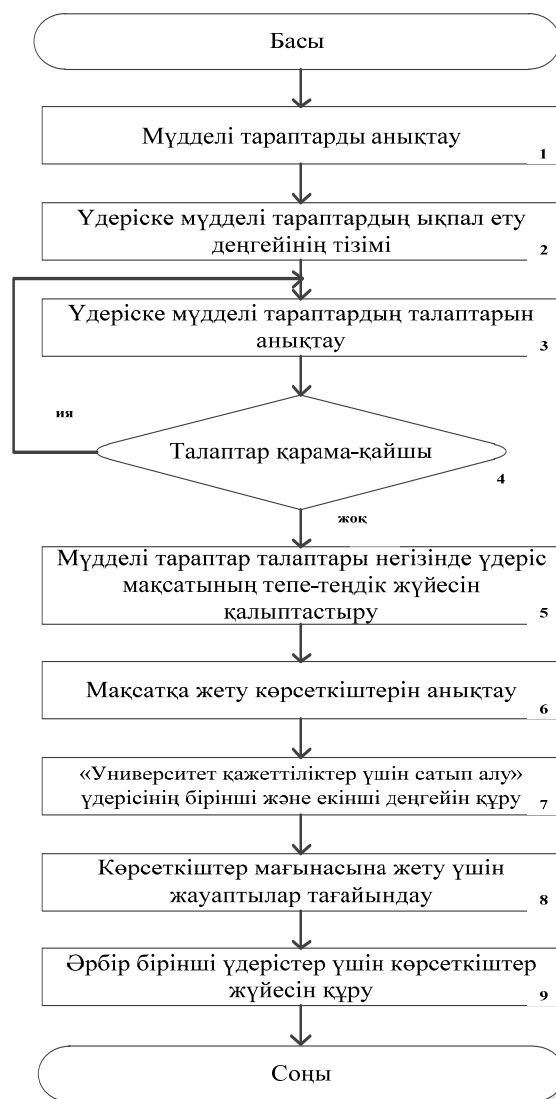 Басы
Мүдделі тараптарды анықтау
1
Үдеріске мүдделі тараптардың ықпал ету
деңгейінің тізімі
2
Үдеріске мүдделі тараптардың талаптарын
анықтау
3
ия
Талаптар қарама-қайшы
4
жоқ
Мүдделі тараптар талаптары негізінде үдеріс
мақсатының тепе-теңдік жүйесін
қалыптастыру
5
Мақсатқа жету көрсеткіштерін анықтау
6
«Университет қажеттіліктер үшін сатып алу»
үдерісінің бірінші және екінші деңгейін құру
7
Көрсеткіштер мағынасына жету үшін
жауаптылар тағайындау
8
Әрбір бірінші үдерістер үшін көрсеткіштер
жүйесін құру
9
Соңы